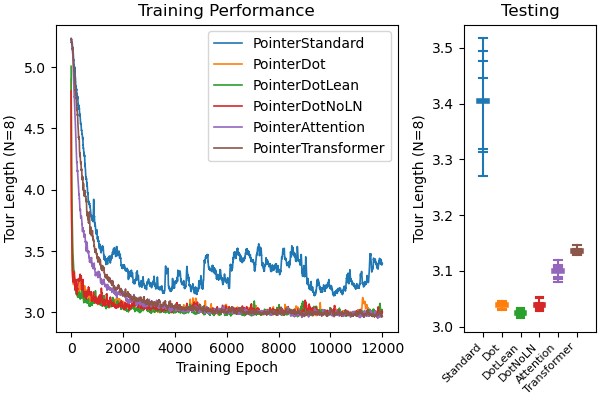 Training Performance
Tour Length (N=8)
5.0
4.5
4.0
3.5
3.0
0
2000
4000
6000
8000
10000
12000
Training Epoch
PointerStandard
PointerDot
PointerDotLean
PointerDotNoLN
PointerAttention
PointerTransformer
Testing
Tour Length (N=8)
3.5
3.4
3.3
3.2
3.1
3.0
Standard
Dot
DotLean
DotNoLN
Attention
Transformer